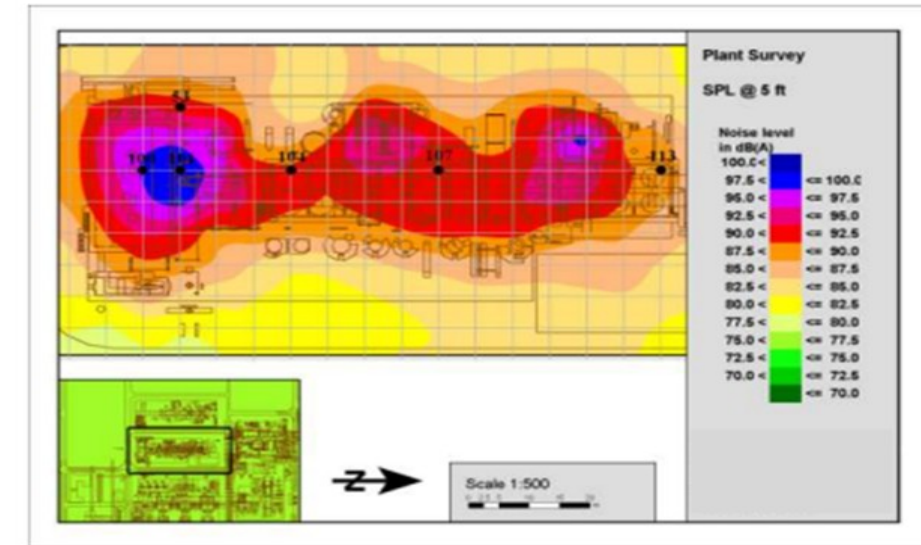 Plant Survey
SPL @ 5 ft
Noise level
in dB(A)
100.0 <
97.5 < <= 100.0
95.0 < <= 97.5
92.5 < <= 95.0
90.0 < <= 92.5
87.5 < <= 90.0
85.0 < <= 87.5
82.5 < <= 85.0
80.0 < <= 82.5
77.5 < <= 80.0
75.0 < <= 77.5
72.5 < <= 75.0
70.0 < <= 72.5
<= 70.0
104
107
113
Z
Scale 1:500